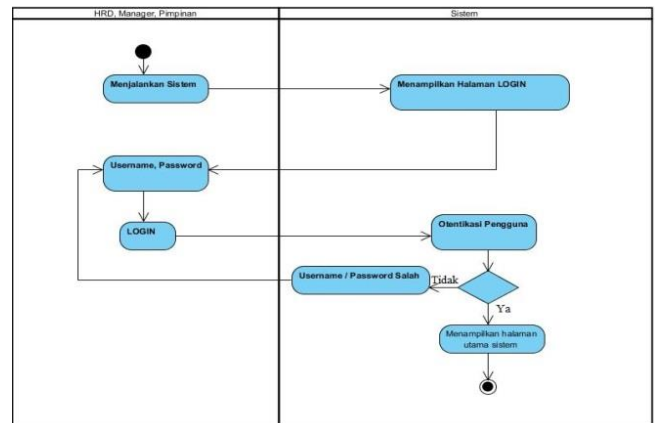 HRD, Manager, Pimpinan
Sistem
Menjalankan Sistem
Menampilkan Halaman LOGIN
Username, Password
LOGIN
Otentikasi Pengguna
Username / Password Salah
Tidak
Ya
Menampilkan halaman
utama sistem